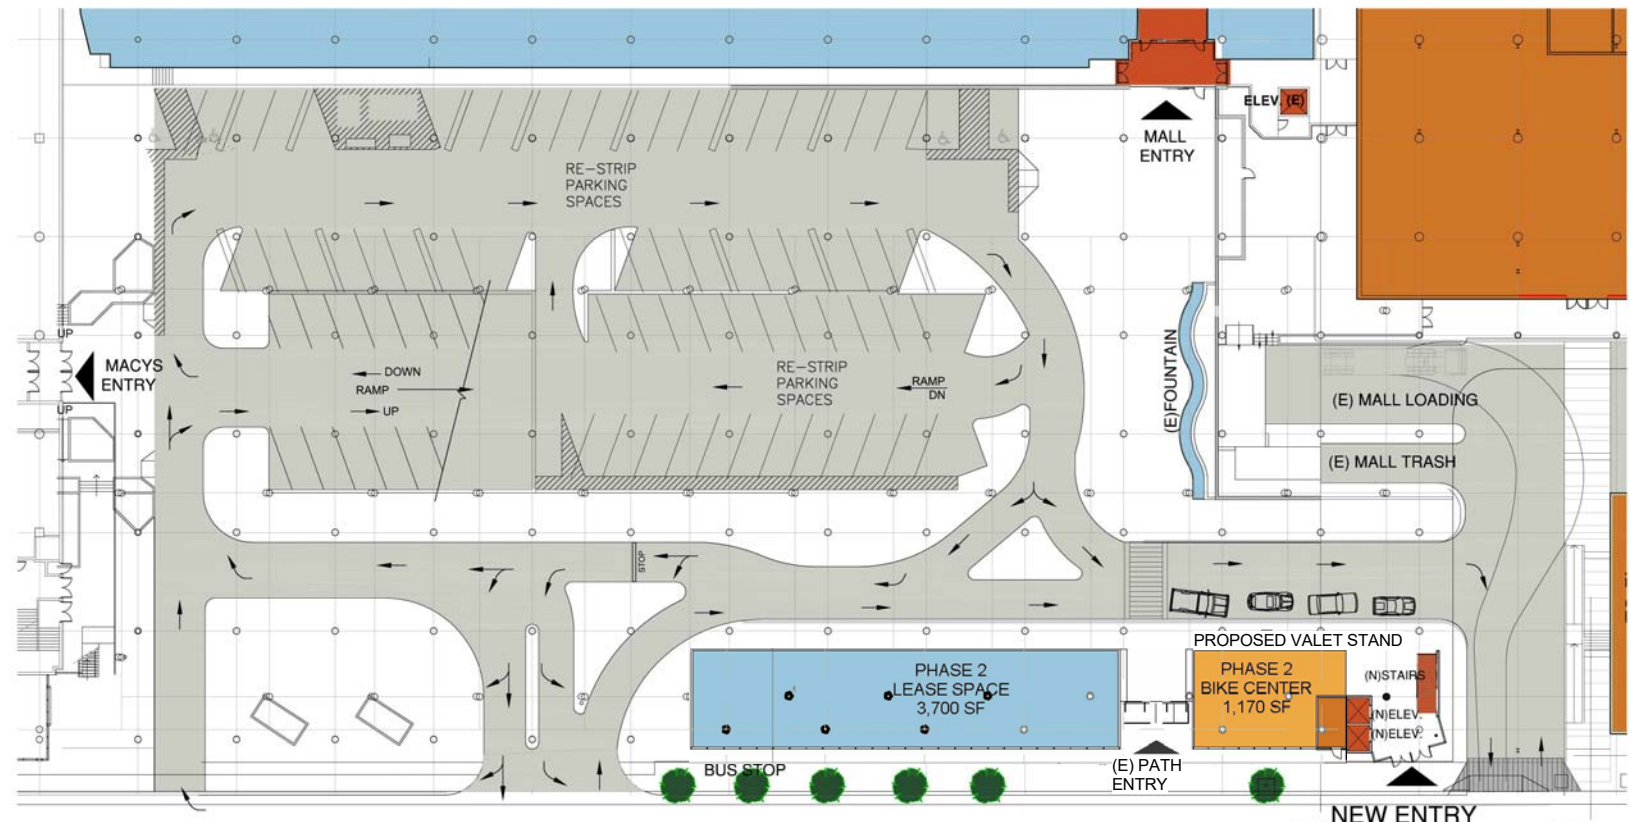 ELEV. (E)
MALL
ENTRY
RE-STRIP
PARKING
SPACES
UP
MACYS
ENTRY
UP
DOWN
RAMP
UP
RE-STRIP
PARKING
SPACES
RAMP
DN
(E)FOUNTAIN
(E) MALL LOADING
(E) MALL TRASH
STOP
PROPOSED VALET STAND
PHASE 2
LEASE SPACE
3,700 SF
PHASE 2
BIKE CENTER
1,170 SF
(N)STAIRS
(N)ELEV.
(N)ELEV.
BUS STOP
(E) PATH
ENTRY
NEW ENTRY